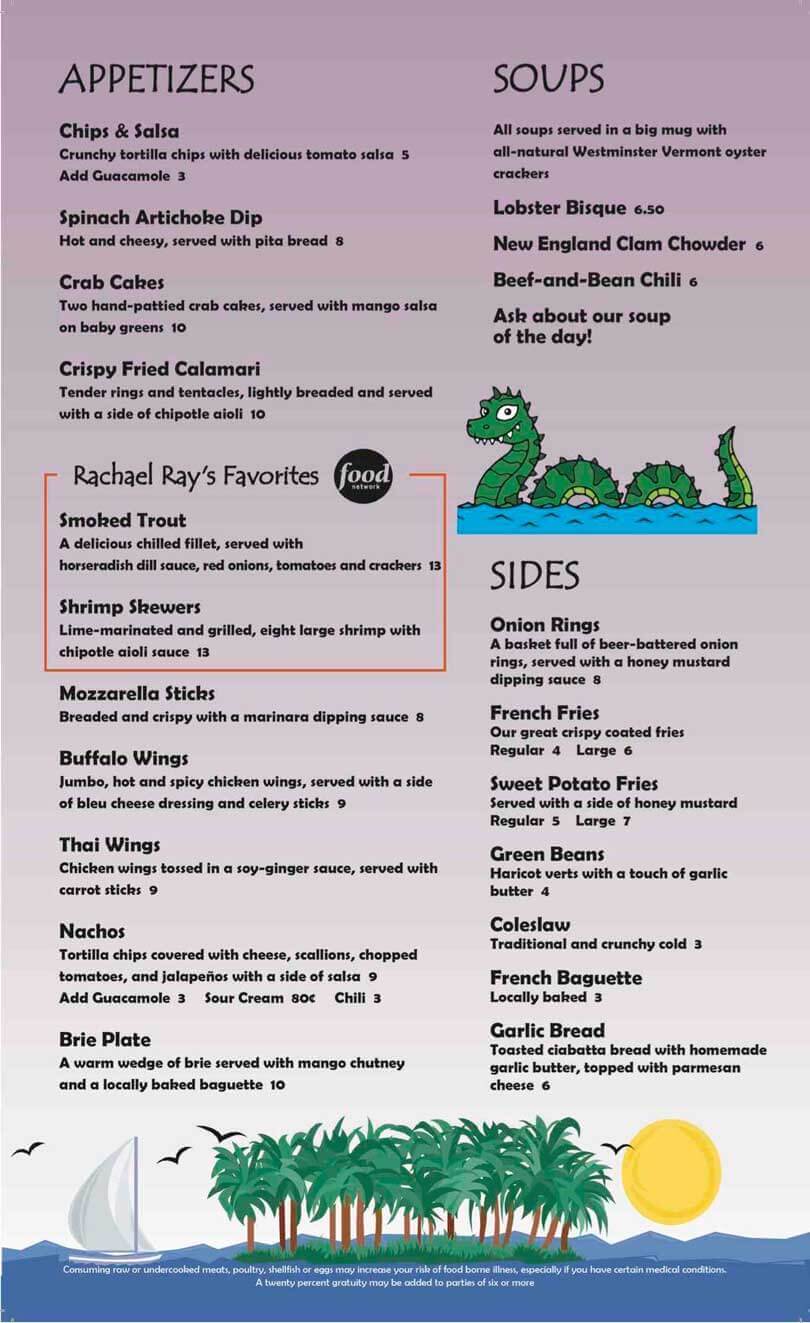 APPETIZERS
Chips & Salsa
Crunchy tortilla chips with delicious tomato salsa 5
Add Guacamole 3
Spinach Artichoke Dip
Hot and cheesy, served with pita bread 8
Crab Cakes
Two hand-pattied crab cakes, served with mango salsa
on baby greens 10
Crispy Fried Calamari
Tender rings and tentacles, lightly breaded and served
with a side of chipotle aioli 10
Rachael Ray's Favorites
food
network
Smoked Trout
A delicious chilled fillet, served with
horseradish dill sauce, red onions, tomatoes and crackers 13
Shrimp Skewers
Lime-marinated and grilled, eight large shrimp with
chipotle aioli sauce 13
Mozzarella Sticks
Breaded and crispy with a marinara dipping sauce 8
Buffalo Wings
Jumbo, hot and spicy chicken wings, served with a side
of bleu cheese dressing and celery sticks 9
Thai Wings
Chicken wings tossed in a soy-ginger sauce, served with
carrot sticks 9
Nachos
Tortilla chips covered with cheese, scallions, chopped
tomatoes, and jalapeños with a side of salsa 9
Add Guacamole 3 Sour Cream 80¢ Chili 3
Brie Plate
A warm wedge of brie served with mango chutney
and a locally baked baguette 10
SOUPS
All soups served in a big mug with
all-natural Westminster Vermont oyster
crackers
Lobster Bisque 6.50
New England Clam Chowder 6
Beef-and-Bean Chili 6
Ask about our soup
of the day!
SIDES
Onion Rings
A basket full of beer-battered onion
rings, served with a honey mustard
dipping sauce 8
French Fries
Our great crispy coated fries
Regular 4 Large 6
Sweet Potato Fries
Served with a side of honey mustard
Regular 5 Large 7
Green Beans
Haricot verts with a touch of garlic
butter 4
Coleslaw
Traditional and crunchy cold 3
French Baguette
Locally baked 3
Garlic Bread
Toasted ciabatta bread with homemade
garlic butter, topped with parmesan
cheese 6
Consuming raw or undercooked meats, poultry, shellfish or eggs may increase your risk of food borne illness, especially if you have certain medical conditions.
A twenty percent gratuity may be added to parties of six or more